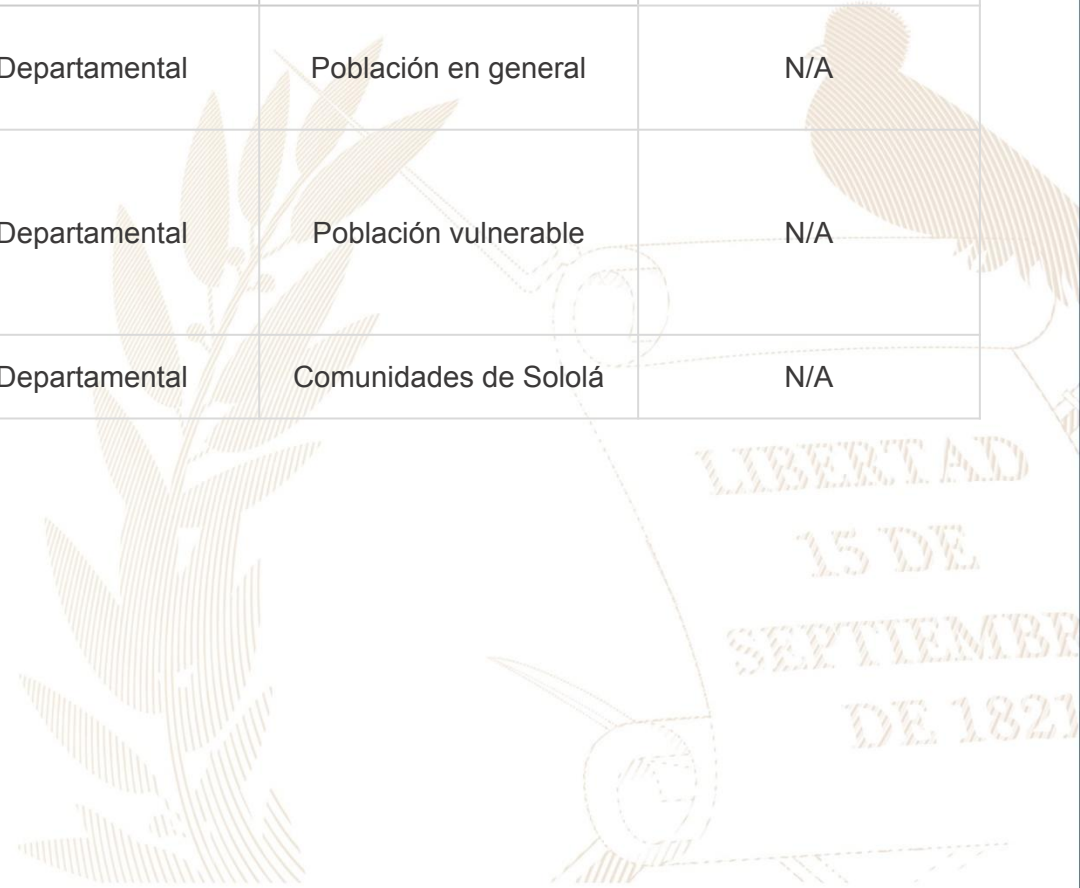 Departamental Población en general N/A
Departamental Población vulnerable N/A
Departamental Comunidades de Sololá N/A
LIBERTAD
15 DE
SEPTIEMBRE
DE 1821